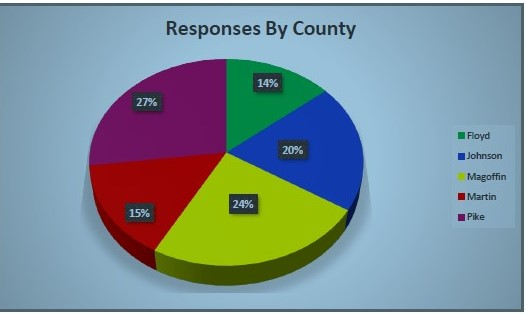 Responses By County
14%
27%
20%
24%
15%
Floyd
Johnson
Magoffin
Martin
Pike